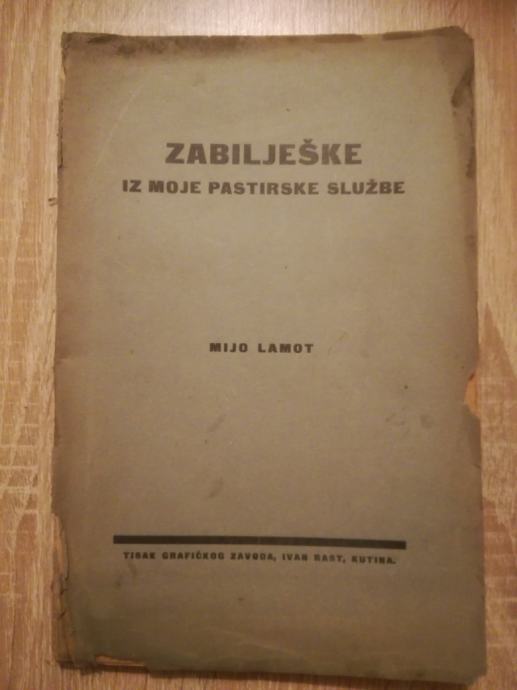 ZABILJEŠKE
IZ MOJE PASTIRSKE SLUŽBE
MIJO LAMOT
TISAK GRAFIČKOG ZAVODA, IVAN RAST, KUTINA.